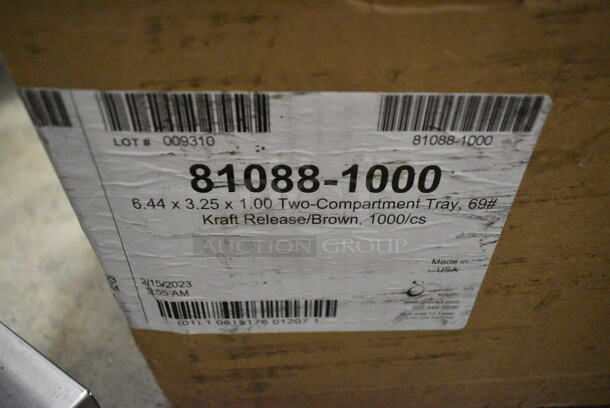 LOT # 009310
81088-1000
81088-1000
6.44 x 3.25 x 1.00 Two-Compartment Tray, 69#
Kraft Release/Brown, 1000/cs
AUCTION GROUP
Made in
USA
2/15/2023
3:55 AM